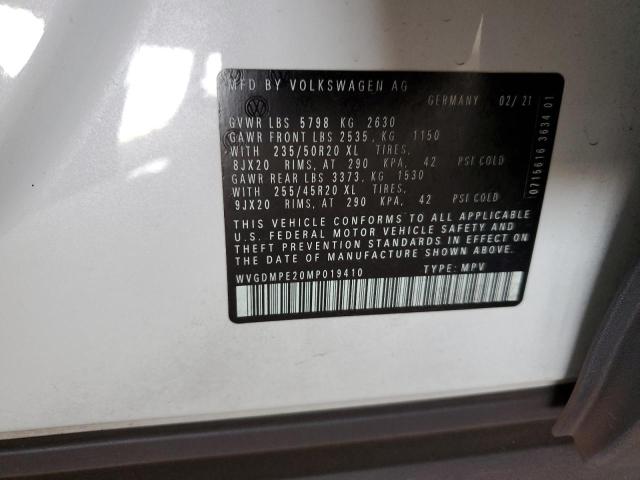 MFD BY VOLKSWAGEN AG
GERMANY 02/21
GVWR LBS 5798 KG 2630
GAWR FRONT LBS 2535, KG 1150
WITH 235/50R20 XL TIRES,
8JX20 RIMS, AT 290 KPA, 42 PSI COLD
GAWR REAR LBS 3373, KG 1530
WITH 255/45R20 XL TIRES,
9JX20 RIMS, AT 290 KPA, 42 PSI COLD
THIS VEHICLE CONFORMS TO ALL APPLICABLE
U.S. FEDERAL MOTOR VEHICLE SAFETY AND
THEFT PREVENTION STANDARDS IN EFFECT ON
THE DATE OF MANUFACTURE SHOWN ABOVE.
WVGDMPE20MP019410 TYPE: MPV
0715616 3634 01